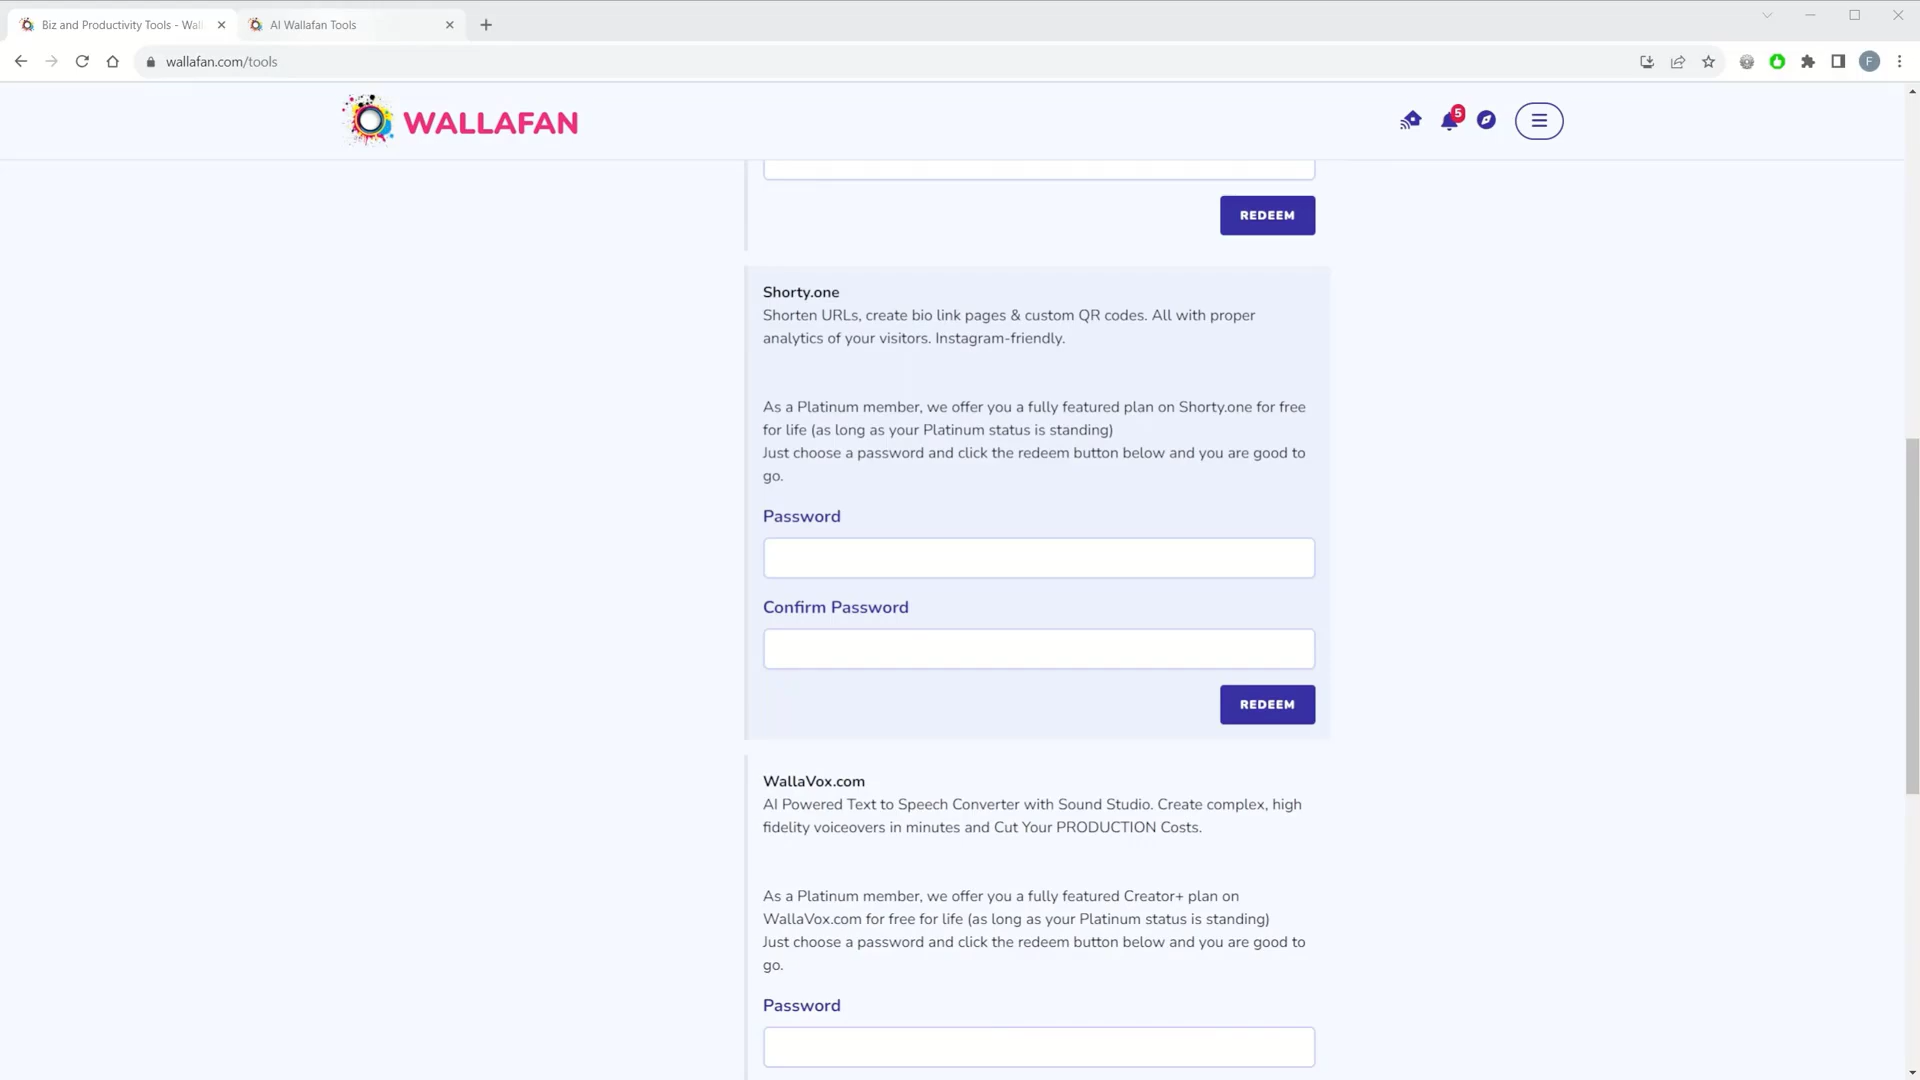 Biz and Productivity Tools - Wal
AI Wallafan Tools
wallafan.com/tools
F
WALLAFAN
5
REDEEM
Shorty.one
Shorten URLs, create bio link pages & custom QR codes. All with proper
analytics of your visitors. Instagram-friendly.
As a Platinum member, we offer you a fully featured plan on Shorty.one for free
for life (as long as your Platinum status is standing)
Just choose a password and click the redeem button below and you are good to
go.
Password
Confirm Password
REDEEM
WallaVox.com
AI Powered Text to Speech Converter with Sound Studio. Create complex, high
fidelity voiceovers in minutes and Cut Your PRODUCTION Costs.
As a Platinum member, we offer you a fully featured Creator+ plan on
WallaVox.com for free for life (as long as your Platinum status is standing)
Just choose a password and click the redeem button below and you are good to
go.
Password